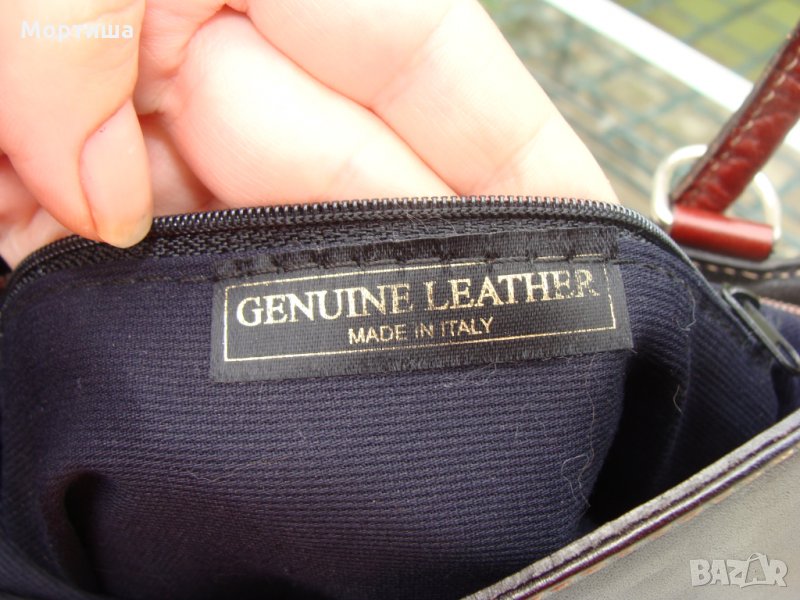 Мортиша
GENUINE LEATHER
MADE IN ITALY
BAZAR